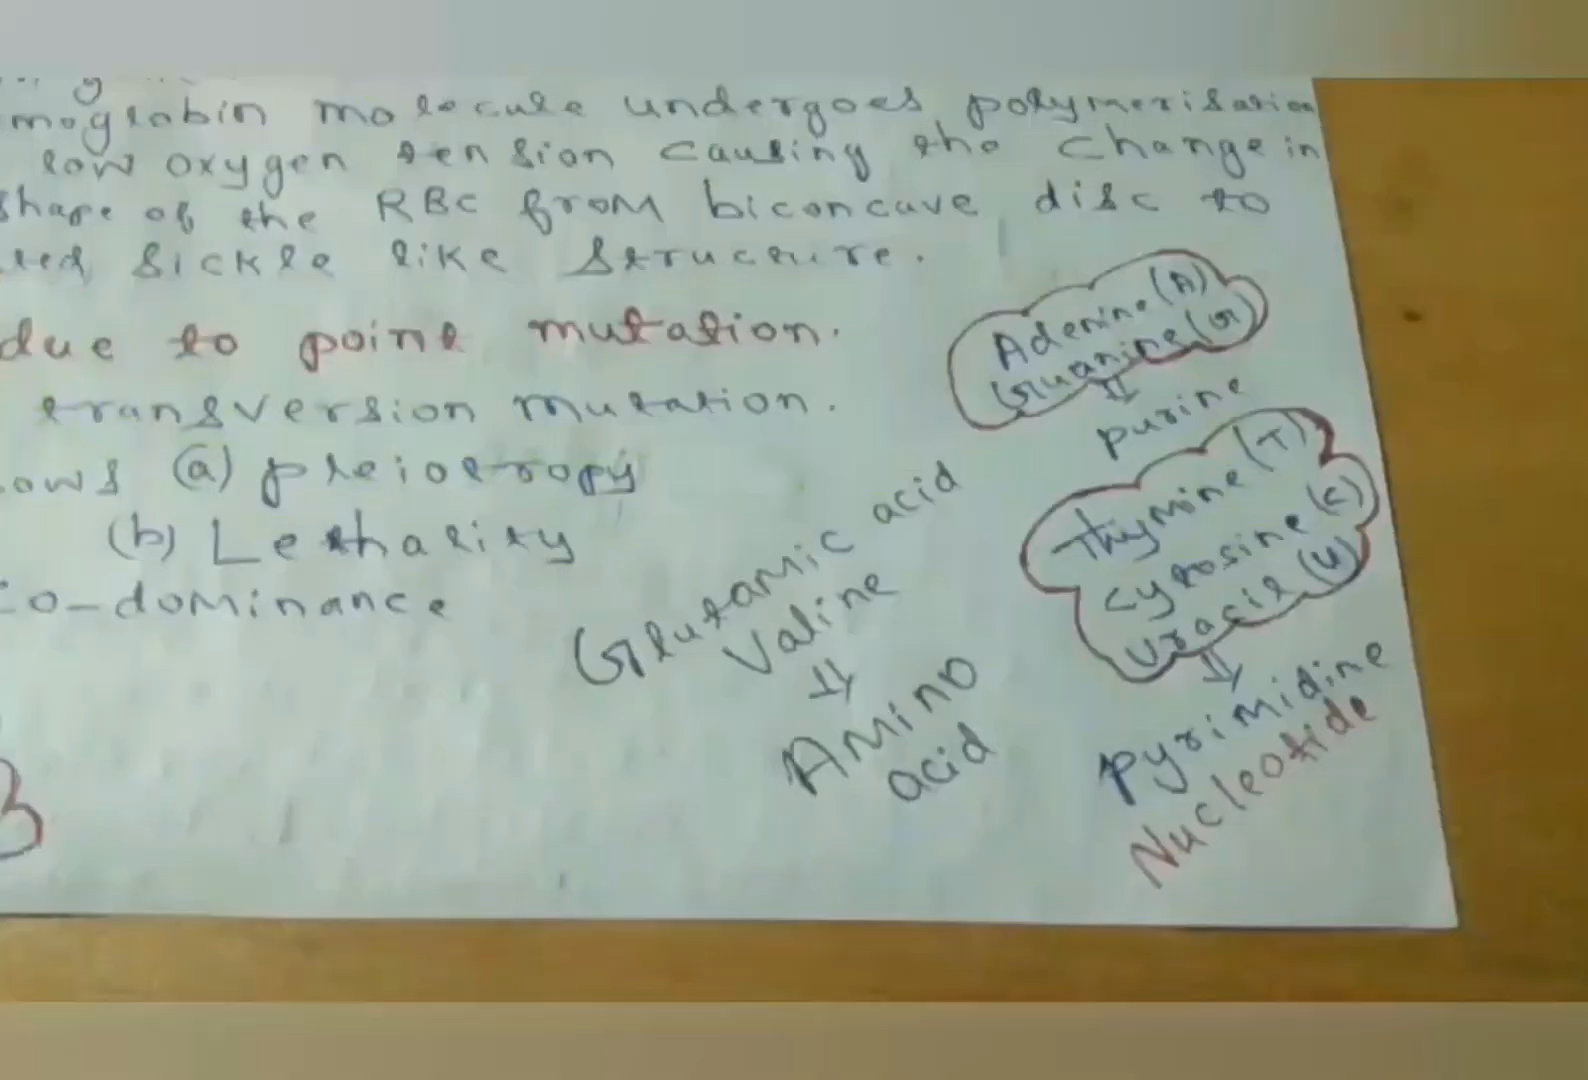 moglobin molecule undergoes polymerisation
low oxygen tension causing the change in
shape of the RBC from biconcave disc to
ted sickle like structure.
due to point mutation.
transversion mutation.
ows (a) pleiotropy
(b) Lethality
Co-dominance
Adenine (A)
Guanine (G)
⇓
purine
Thymine (T)
Cytosine (C)
Uracil (U)
⇓
pyrimidine
Nucleotide
Glutamic acid
Valine
⇓
Amino
acid
B